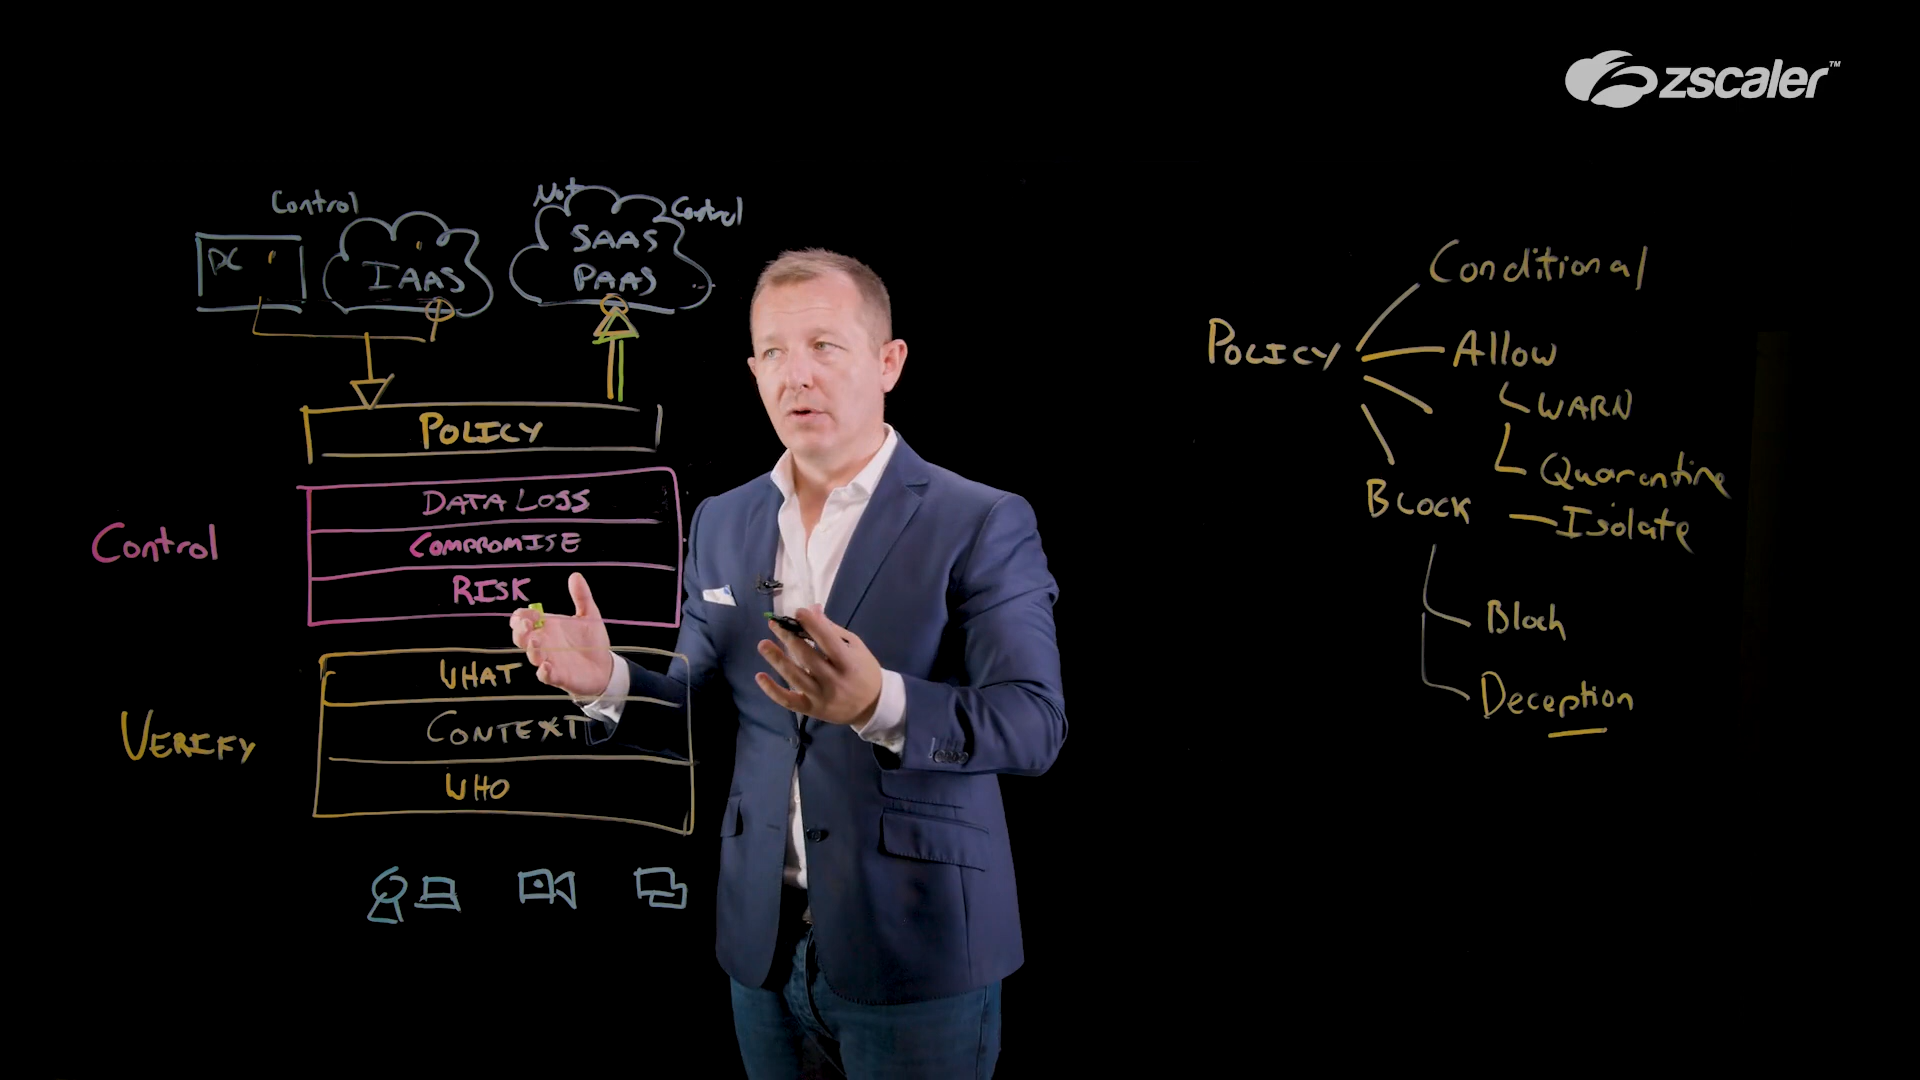 zscaler™
Control
Not
Control
DC
IAAS
SAAS
PAAS
POLICY
DATA LOSS
COMPROMISE
RISK
Control
WHAT
CONTEXT
WHO
VERIFY
POLICY
Conditional
Allow
WARN
Quarantine
Isolate
BLOCK
Block
Deception